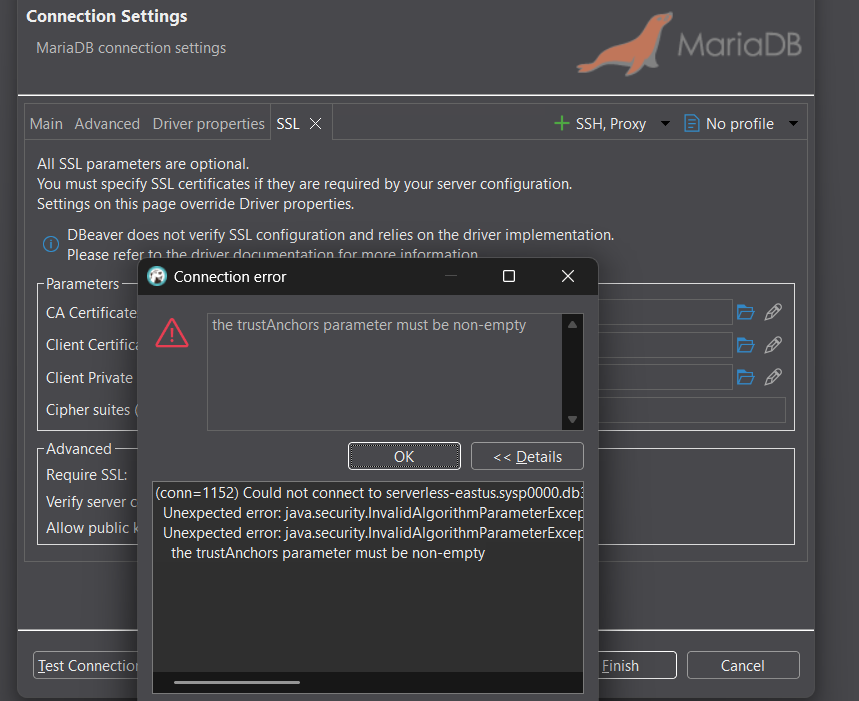 Connection Settings
MariaDB connection settings
MariaDB
Main Advanced Driver properties SSL SSH, Proxy No profile
All SSL parameters are optional.
You must specify SSL certificates if they are required by your server configuration.
Settings on this page override Driver properties.
DBeaver does not verify SSL configuration and relies on the driver implementation.
Please refer to the driver documentation for more information.
Connection error
Parameters
CA Certificate
the trustAnchors parameter must be non-empty
Client Certifica
Client Private
Cipher suites (
Advanced
OK << Details
Require SSL:
(conn=1152) Could not connect to serverless-eastus.sysp0000.db
Verify server c
Unexpected error: java.security.InvalidAlgorithmParameterExcep
Allow public k
Unexpected error: java.security.InvalidAlgorithmParameterExcep
the trustAnchors parameter must be non-empty
Test Connection Finish Cancel